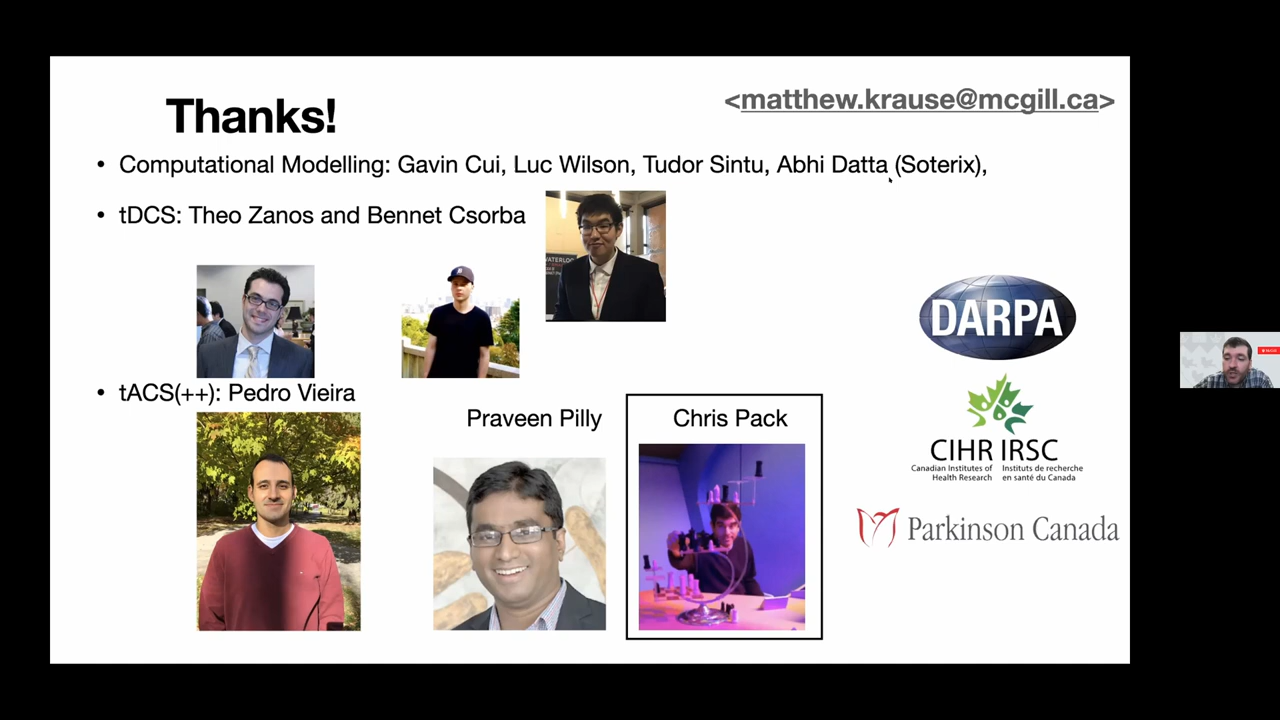 Thanks!
<matthew.krause@mcgill.ca>
• Computational Modelling: Gavin Cui, Luc Wilson, Tudor Sintu, Abhi Datta (Soterix),
• tDCS: Theo Zanos and Bennet Csorba
DARPA
• tACS(++): Pedro Vieira
Praveen Pilly
Chris Pack
CIHR IRSC
Canadian Institutes of Health Research
Instituts de recherche en santé du Canada
Parkinson Canada